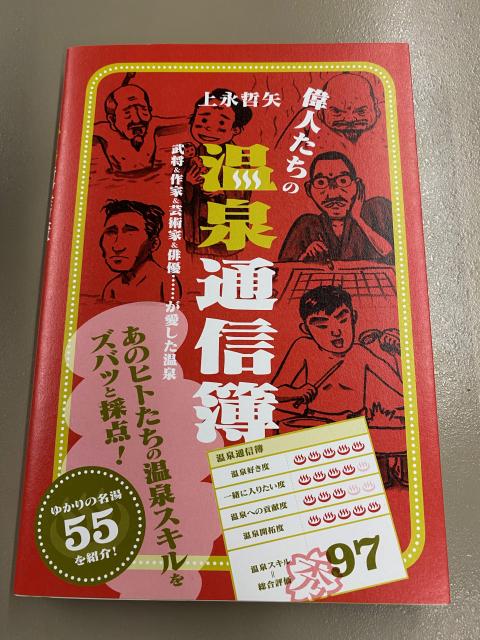 上永哲矢
偉人たちの
温泉通信簿
武将&作家&芸術家&俳優……が愛した温泉
あのヒトたちの温泉スキルを
ズバッと採点!
ゆかりの名湯
55
を紹介!
温泉通信簿
温泉好き度
一緒に入りたい度
温泉への貢献度
温泉開拓度
温泉スキル
=
総合評価
97